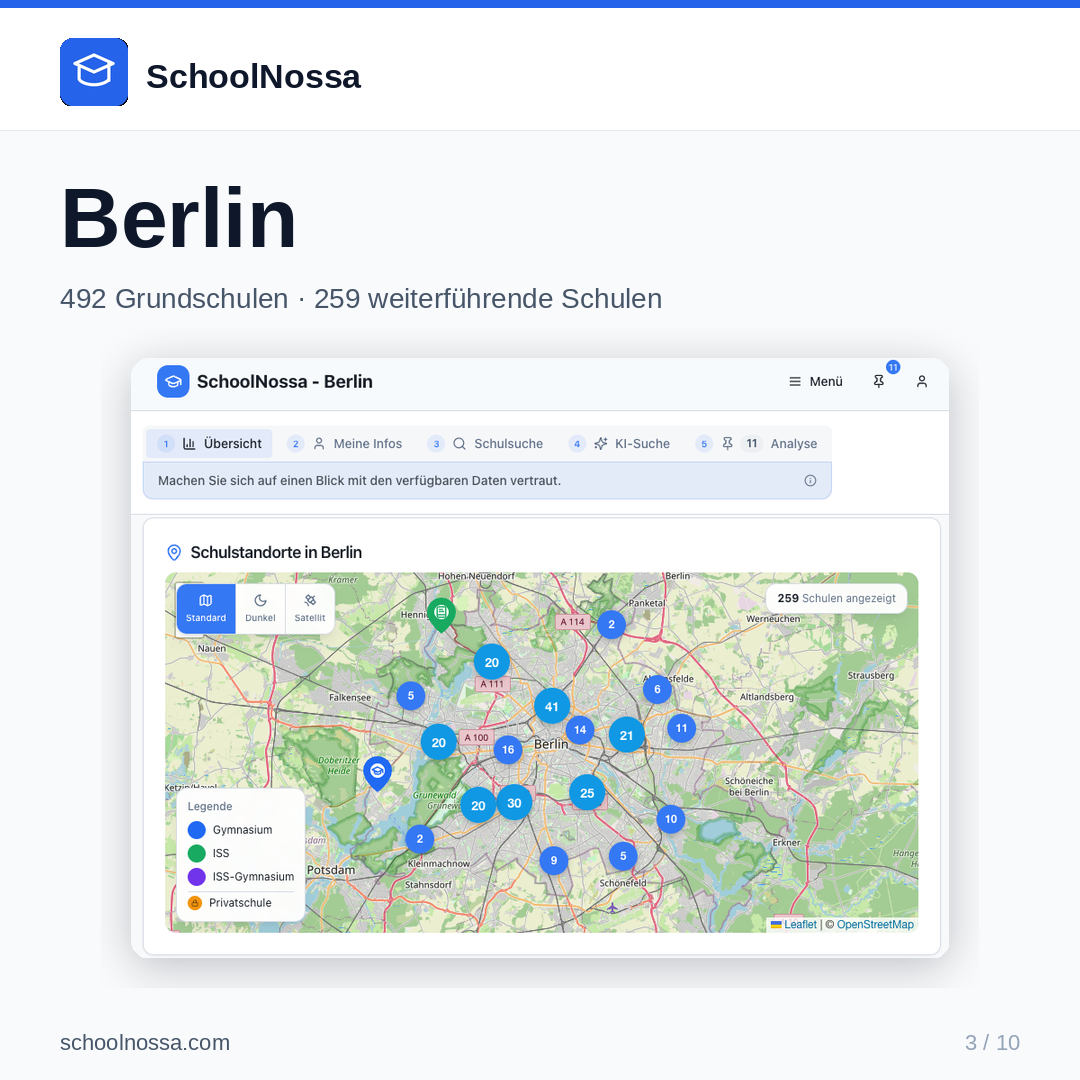 SchoolNossa
Berlin
492 Grundschulen · 259 weiterführende Schulen
SchoolNossa - Berlin
Menü
11
1 Übersicht
2 Meine Infos
3 Schulsuche
4 KI-Suche
5 11 Analyse
Machen Sie sich auf einen Blick mit den verfügbaren Daten vertraut.
Schulstandorte in Berlin
Standard
Dunkel
Satellit
259 Schulen angezeigt
Krämer
Hohen Neuendorf
Berlin
Panketal
Werneuchen
A 114
2
Nauen
20
A 111
Strausberg
Falkensee
5
6
Altlandsberg
41
14
21
11
20
A 100
16
Berlin
Döberitzer
Heide
Schöneiche
bei Berlin
Grunewald
20
30
25
10
2
Erkner
Kleinmachnow
9
5
Potsdam
Stahnsdorf
Schönefeld
Legende
Gymnasium
ISS
ISS-Gymnasium
Privatschule
Leaflet | © OpenStreetMap
schoolnossa.com
3 / 10